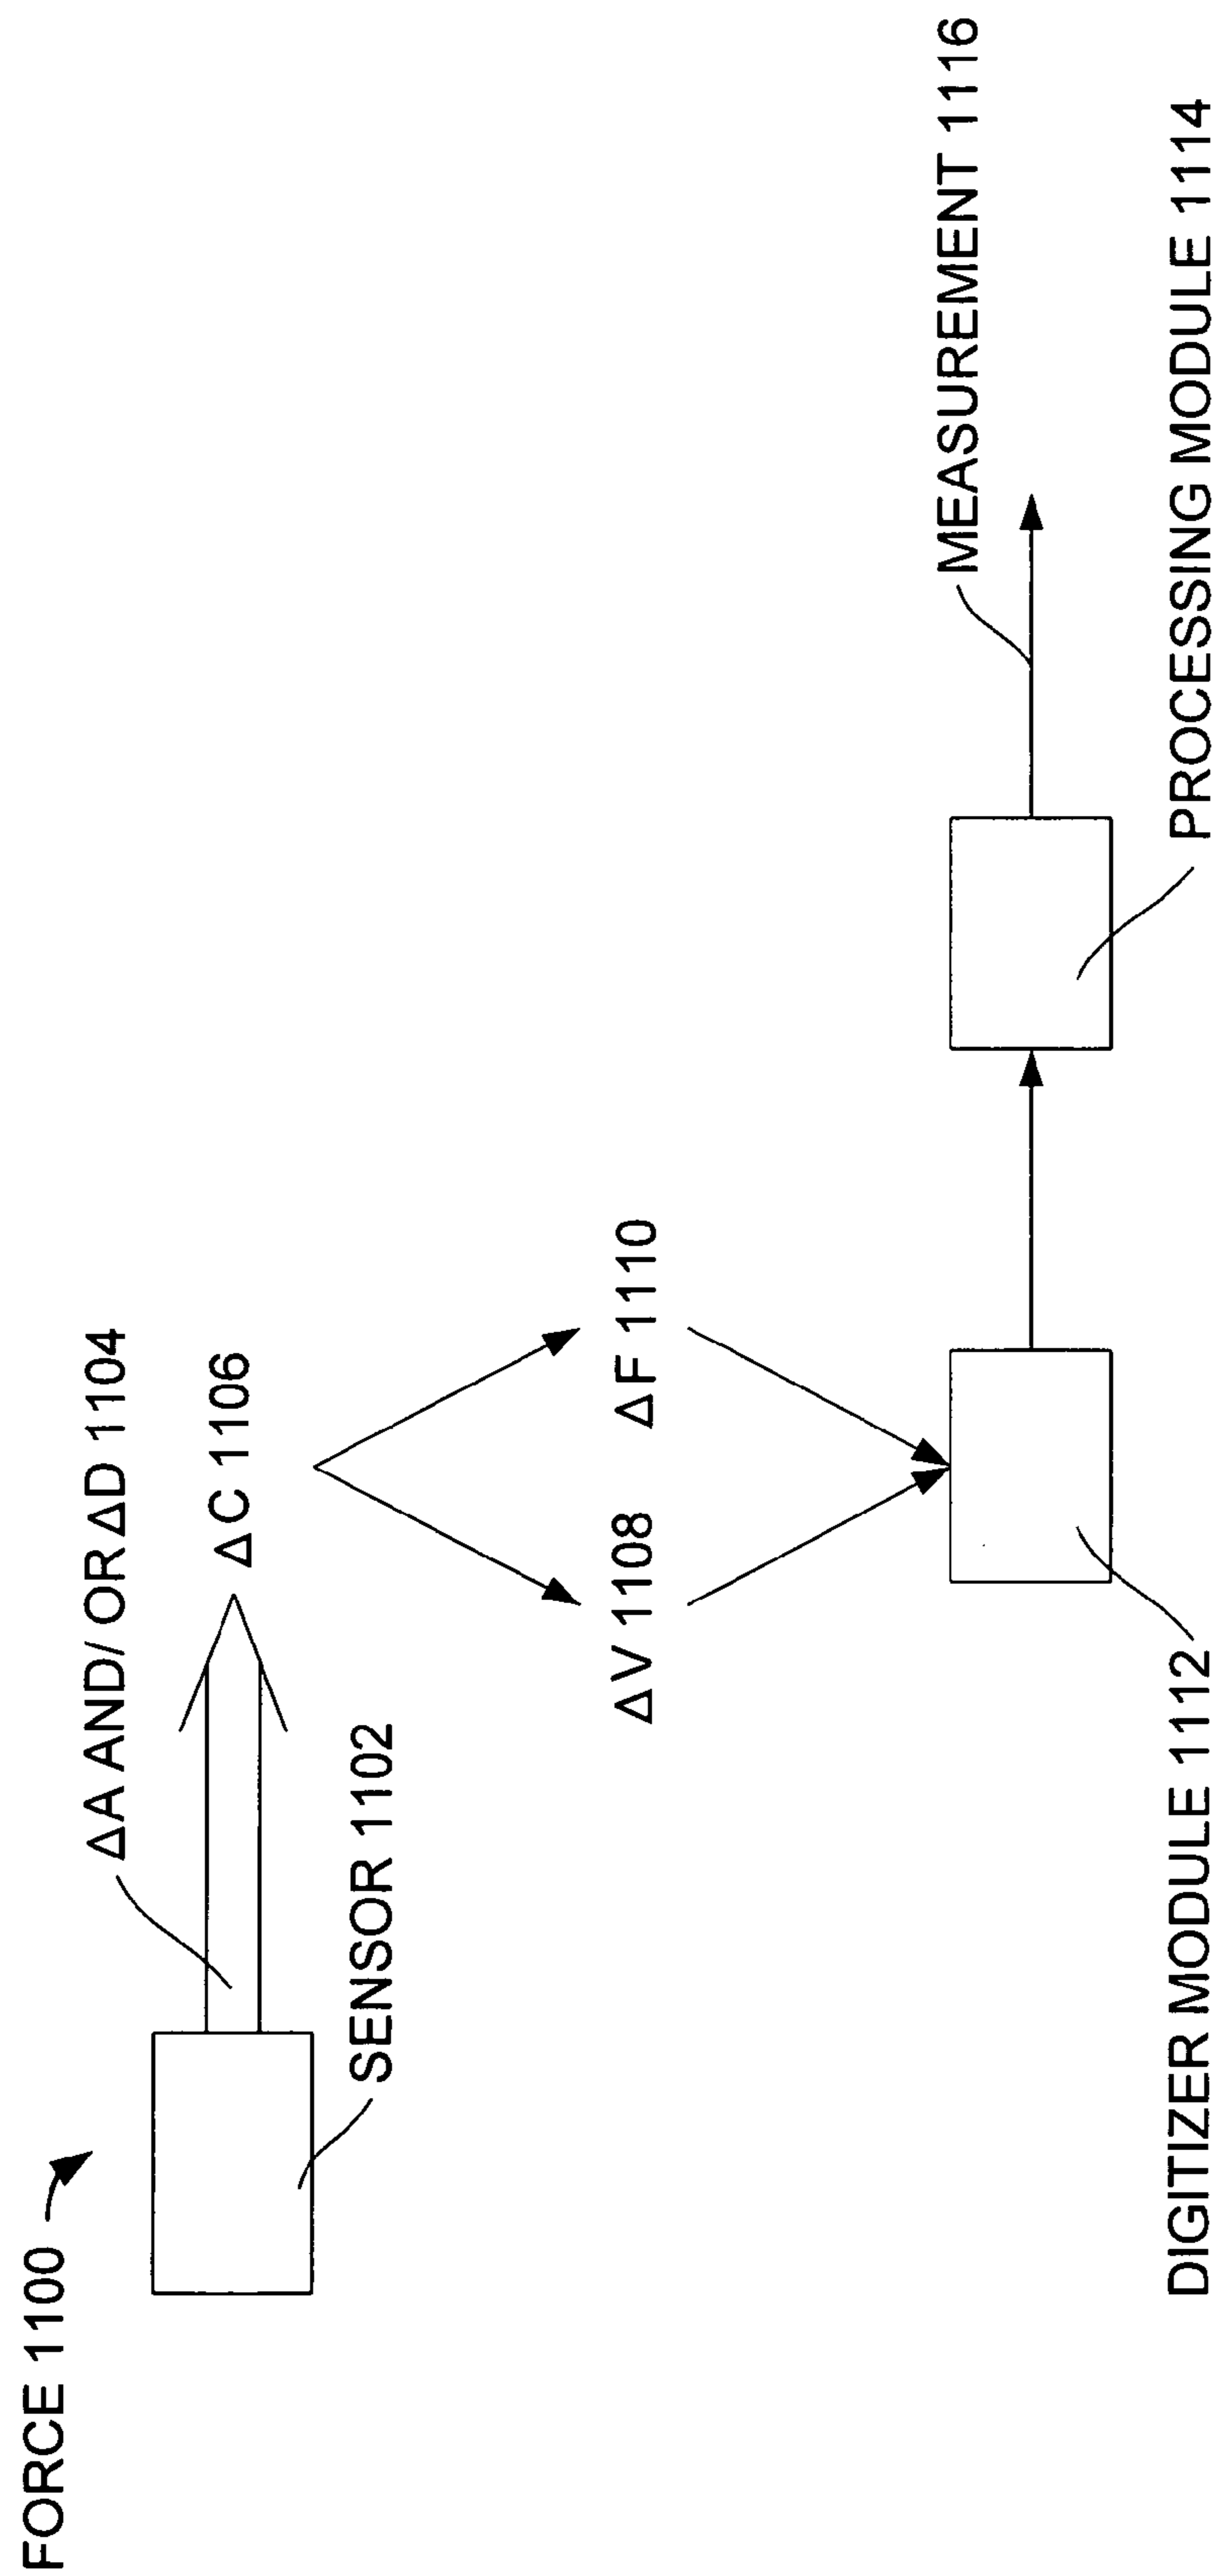 FORCE 1100
ΔA AND/ OR ΔD 1104
ΔC 1106
SENSOR 1102
ΔV 1108
ΔF 1110
MEASUREMENT 1116
DIGITIZER MODULE 1112
PROCESSING MODULE 1114